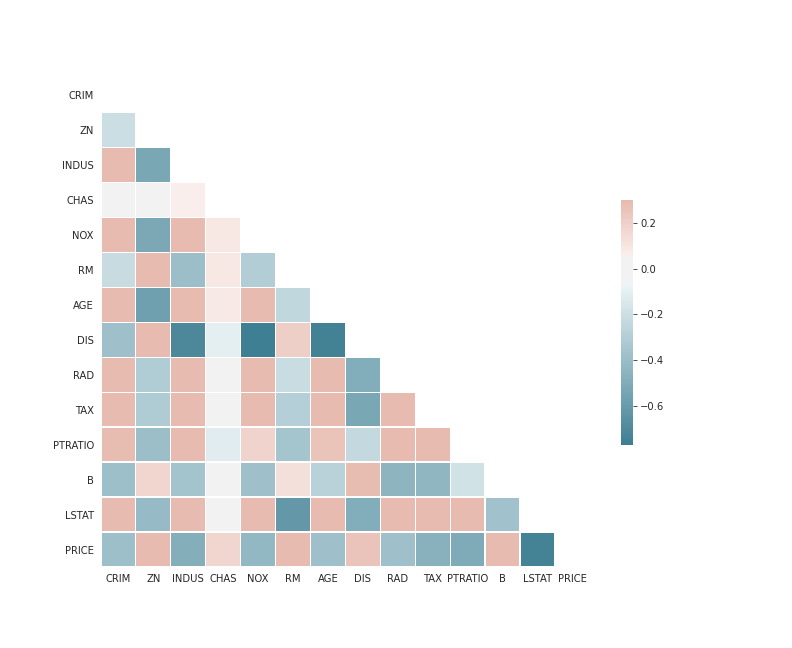 CRIM
ZN
INDUS
CHAS
NOX
RM
AGE
DIS
RAD
TAX
PTRATIO
B
LSTAT
PRICE
CRIM ZN INDUS CHAS NOX RM AGE DIS RAD TAX PTRATIO B LSTAT PRICE
0.2
0.0
−0.2
−0.4
−0.6